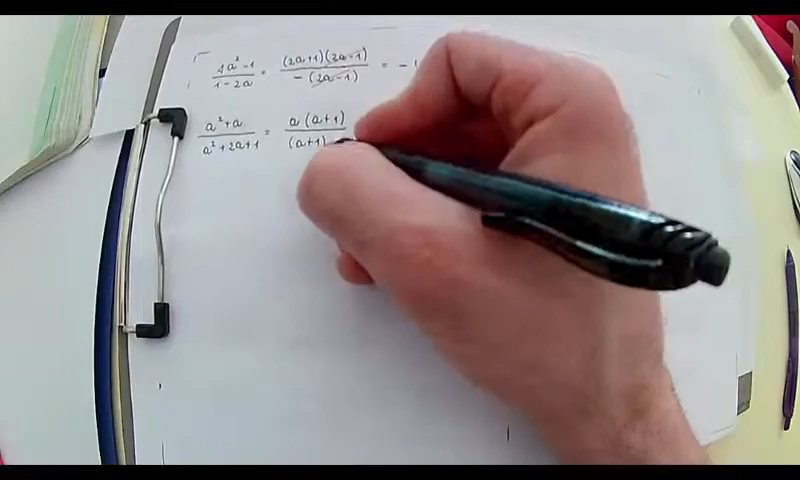 (4a²-1)/(1-2a) = ((2a+1)(2a-1))/(-(2a-1)) = -
(a²+a)/(a²+2a+1) = (a(a+1))/((a+1)